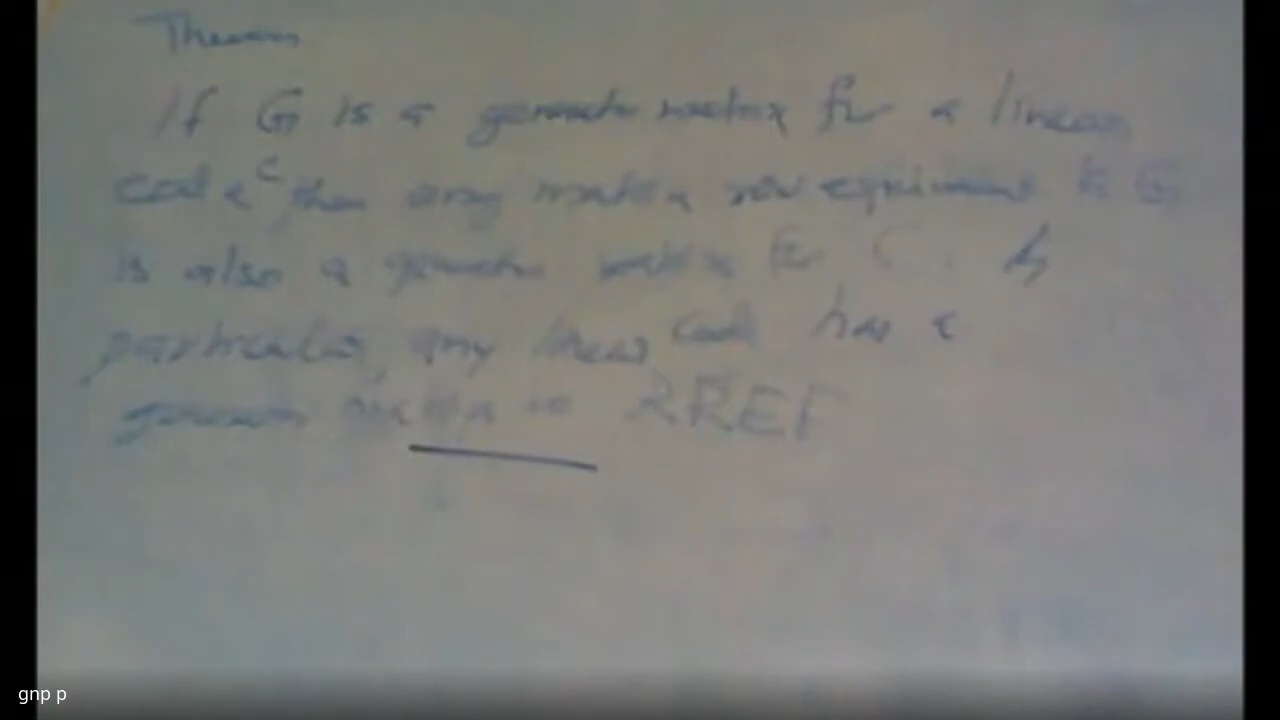 Theorem
If G is a generator matrix for a linear
code C then any matrix row equivalent to G
is also a generator matrix for C. In
particular, any linear code has a
generator matrix in RREF
gnp p